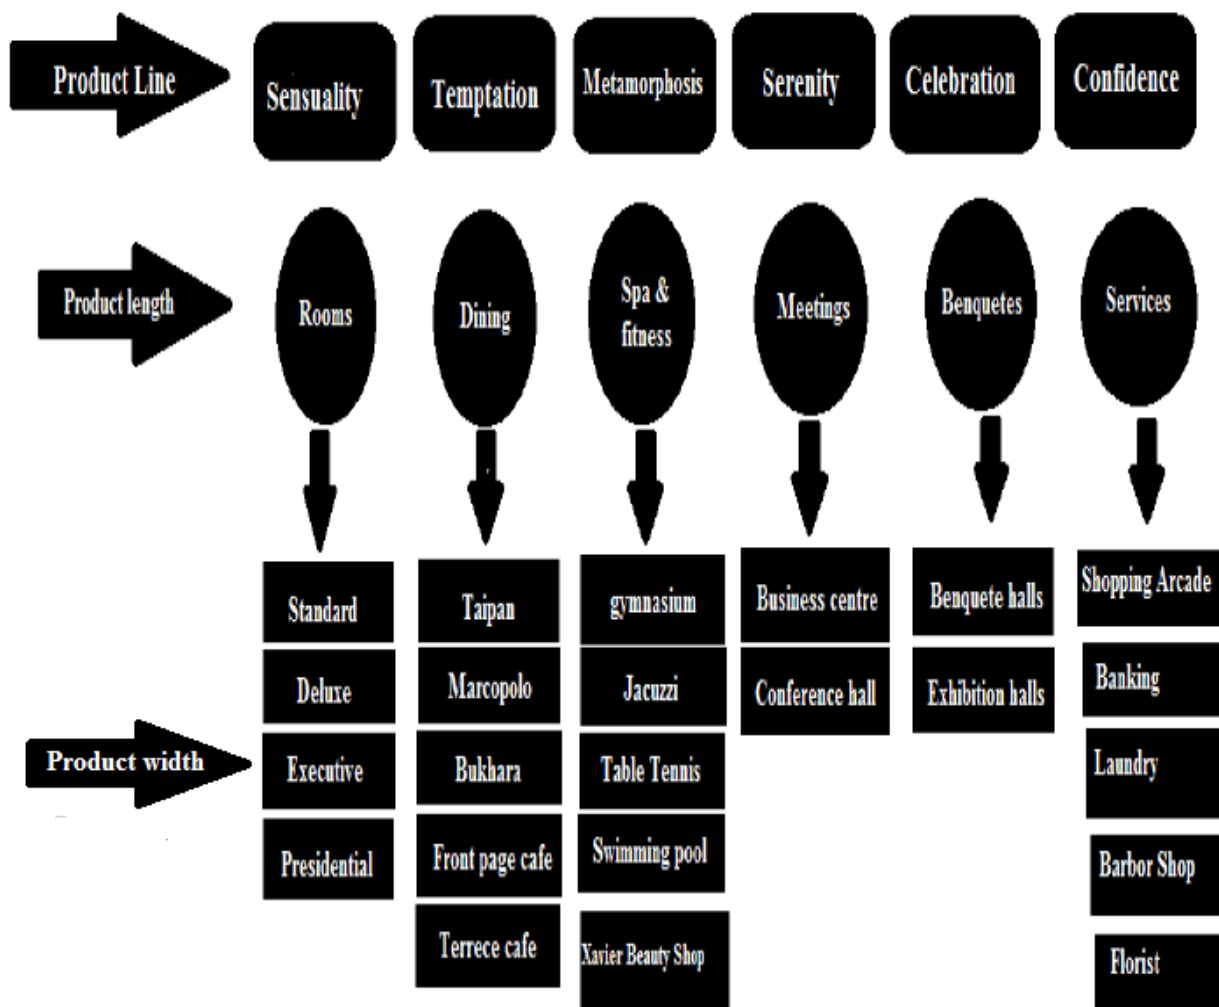 Product Line
Sensuality
Temptation
Metamorphosis
Serenity
Celebration
Confidence
Product length
Rooms
Dining
Spa &
fitness
Meetings
Benquetes
Services
Product width
Standard
Deluxe
Executive
Presidential
Taipan
Marcopolo
Bukhara
Front page cafe
Terrece cafe
gymnasium
Jacuzzi
Table Tennis
Swimming pool
Xavier Beauty Shop
Business centre
Conference hall
Benquete halls
Exhibition halls
Shopping Arcade
Banking
Laundry
Barbor Shop
Florist